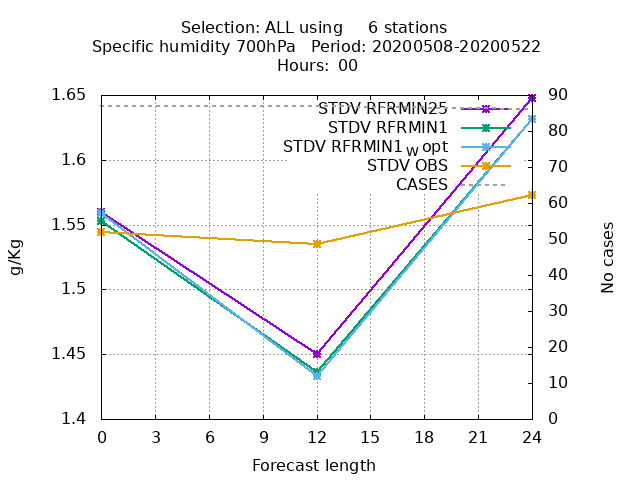 Selection: ALL using     6 stations
Specific humidity 700hPa   Period: 20200508-20200522
Hours:  00
1.65
1.6
1.55
1.5
1.45
1.4
g/Kg
STDV RFRMIN25
STDV RFRMIN1
STDV RFRMIN1 W opt
STDV OBS
CASES
90
80
70
60
50
40
30
20
10
0
No cases
0 3 6 9 12 15 18 21 24
Forecast length